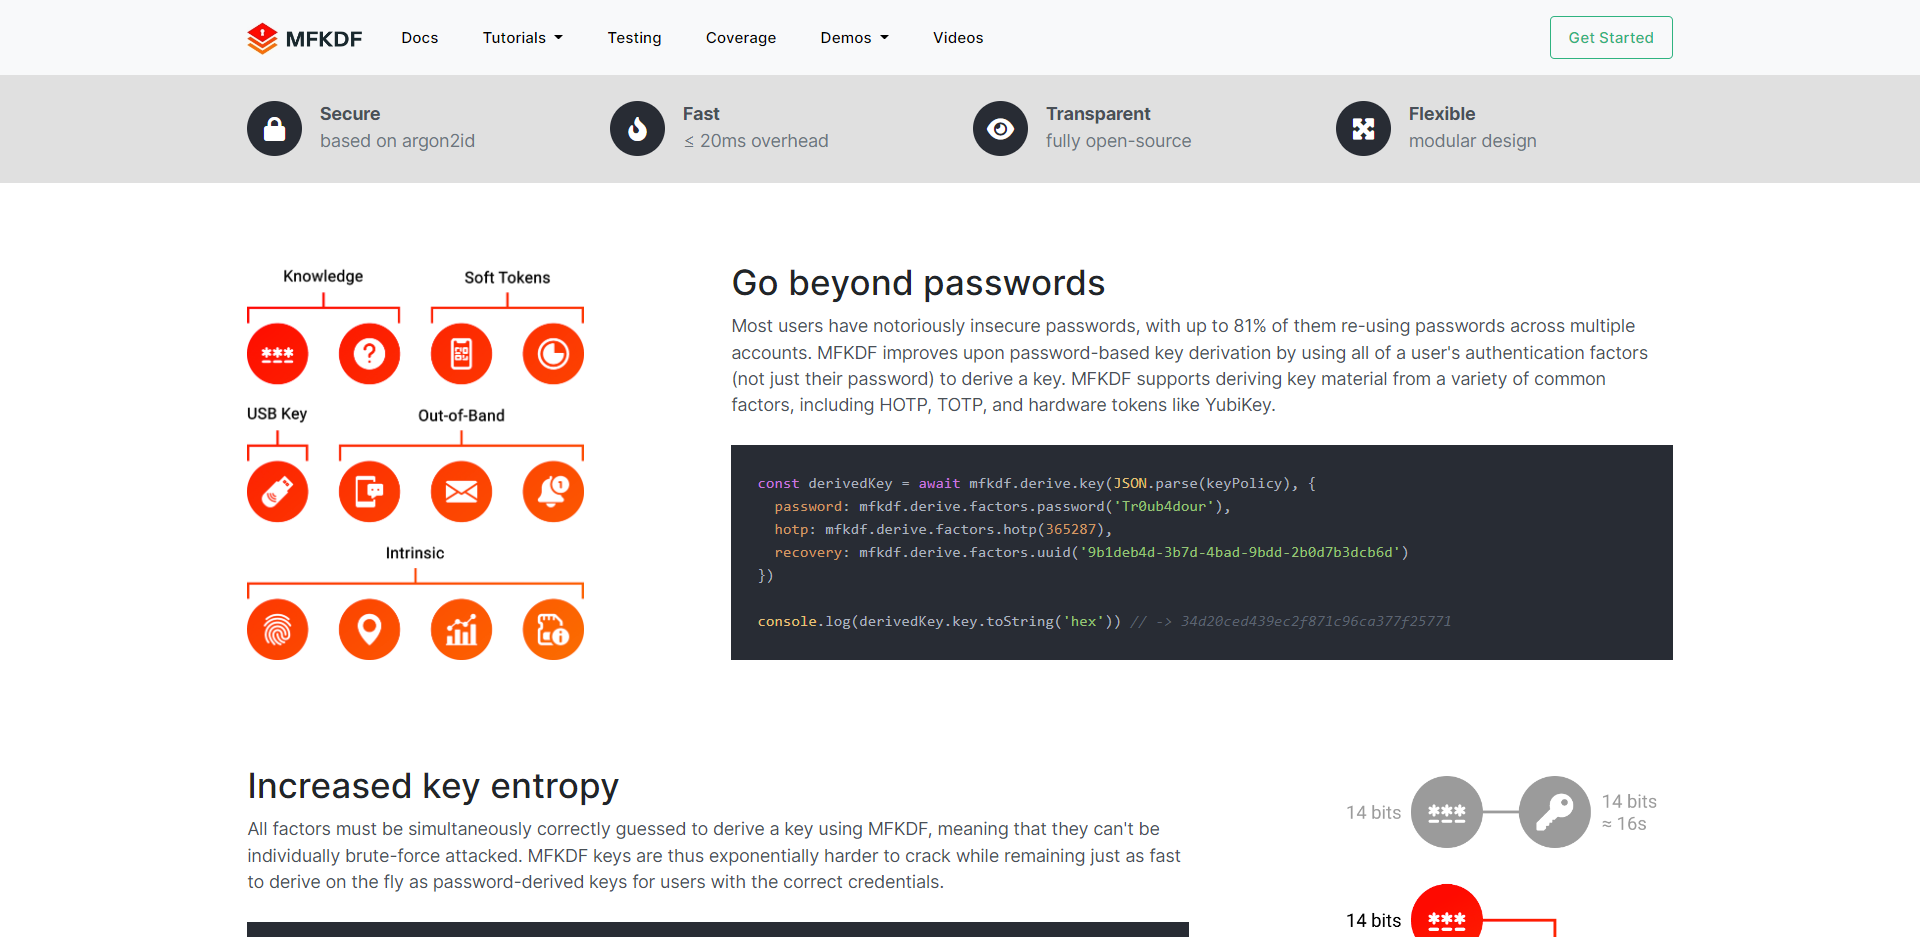 MFKDF Docs Tutorials Testing Coverage Demos Videos Get Started
Secure
based on argon2id
Fast
≤ 20ms overhead
Transparent
fully open-source
Flexible
modular design
Knowledge
Soft Tokens
***
?
USB Key
Out-of-Band
1
Intrinsic
Go beyond passwords
Most users have notoriously insecure passwords, with up to 81% of them re-using passwords across multiple
accounts. MFKDF improves upon password-based key derivation by using all of a user's authentication factors
(not just their password) to derive a key. MFKDF supports deriving key material from a variety of common
factors, including HOTP, TOTP, and hardware tokens like YubiKey.
const derivedKey = await mfkdf.derive.key(JSON.parse(keyPolicy), {
  password: mfkdf.derive.factors.password('Tr0ub4dour'),
  hotp: mfkdf.derive.factors.hotp(365287),
  recovery: mfkdf.derive.factors.uuid('9b1deb4d-3b7d-4bad-9bdd-2b0d7b3dcb6d')
})
console.log(derivedKey.key.toString('hex')) // -> 34d20ced439ec2f871c96ca377f25771
Increased key entropy
All factors must be simultaneously correctly guessed to derive a key using MFKDF, meaning that they can't be
individually brute-force attacked. MFKDF keys are thus exponentially harder to crack while remaining just as fast
to derive on the fly as password-derived keys for users with the correct credentials.
14 bits
***
14 bits
≈ 16s
14 bits
***